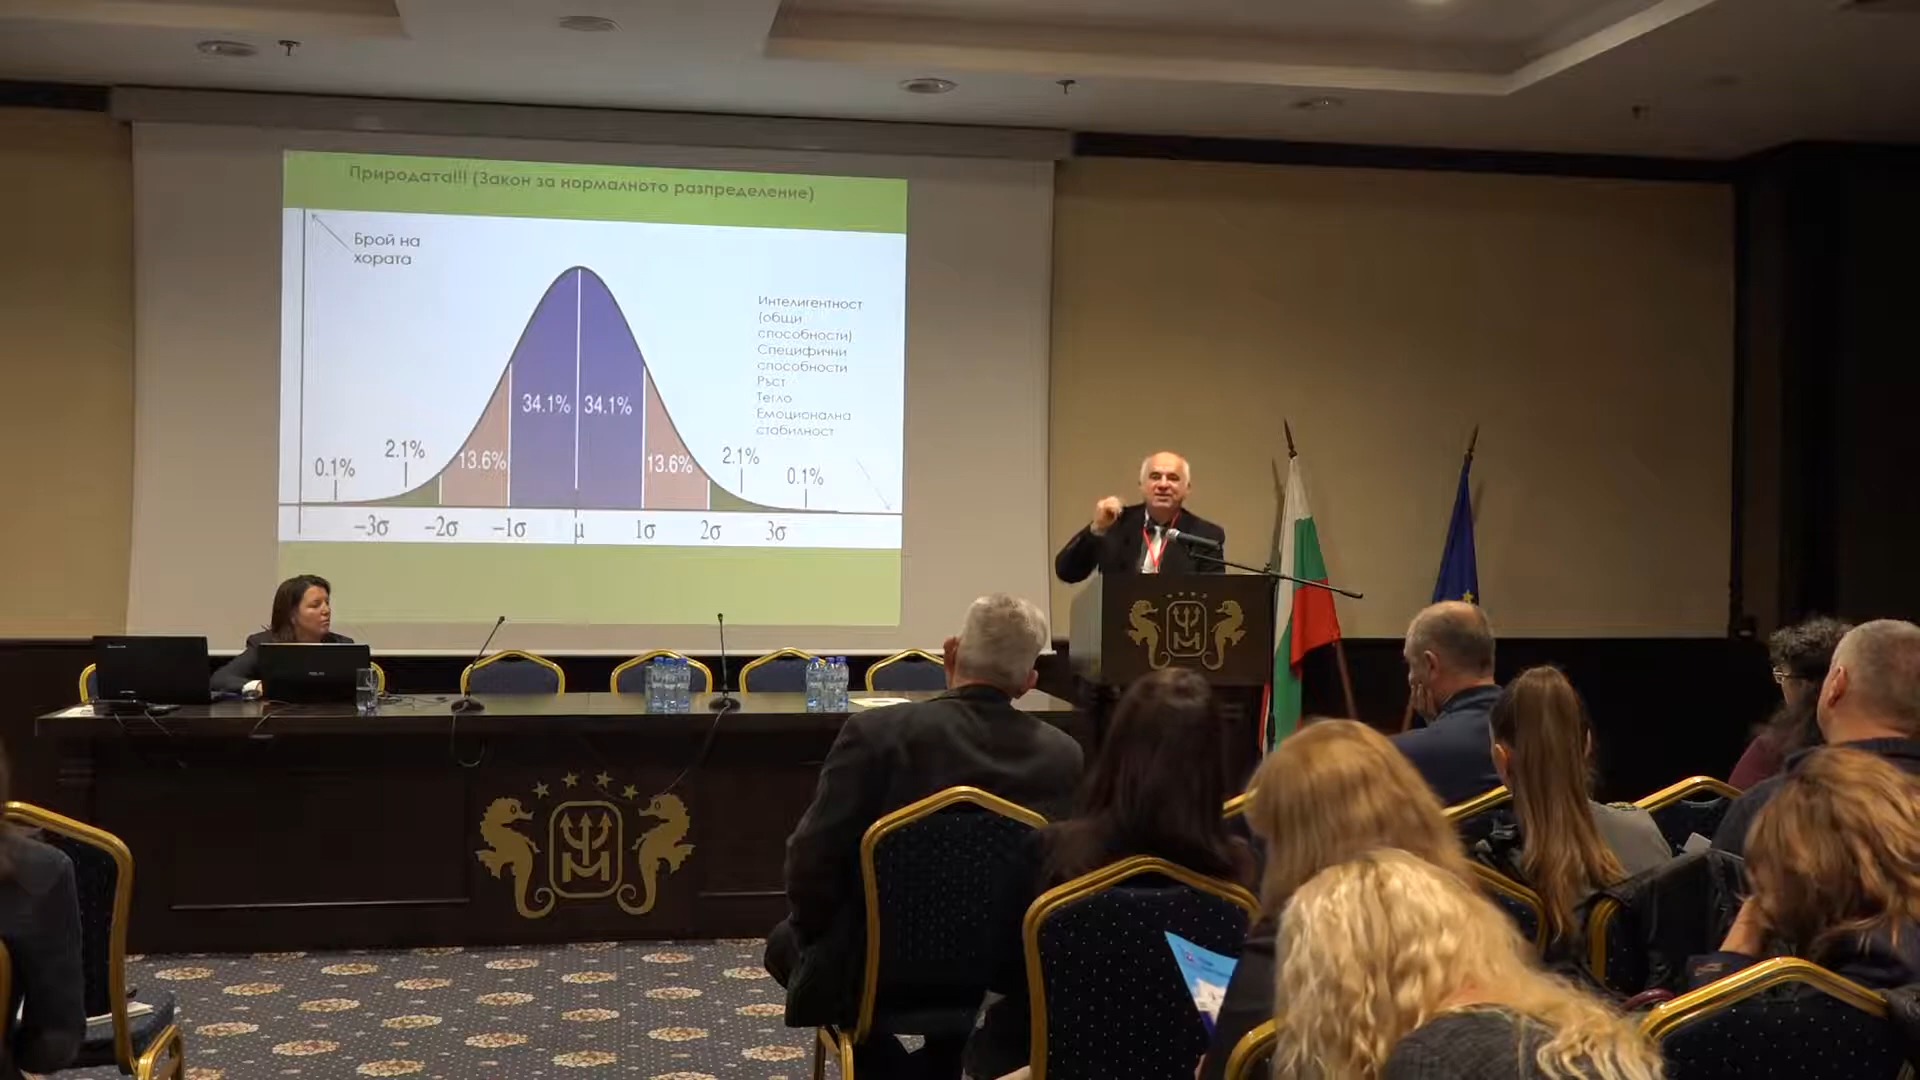 Природата!!! (Закон за нормалното разпределение)
Брой на
хората
Интелигентност
(общи
способности)
Специфични
способности
Ръст
Тегло
Емоционална
стабилност
34.1% 34.1%
2.1%
2.1%
0.1%
13.6%
13.6%
0.1%
−3σ −2σ −1σ μ 1σ 2σ 3σ
M
M